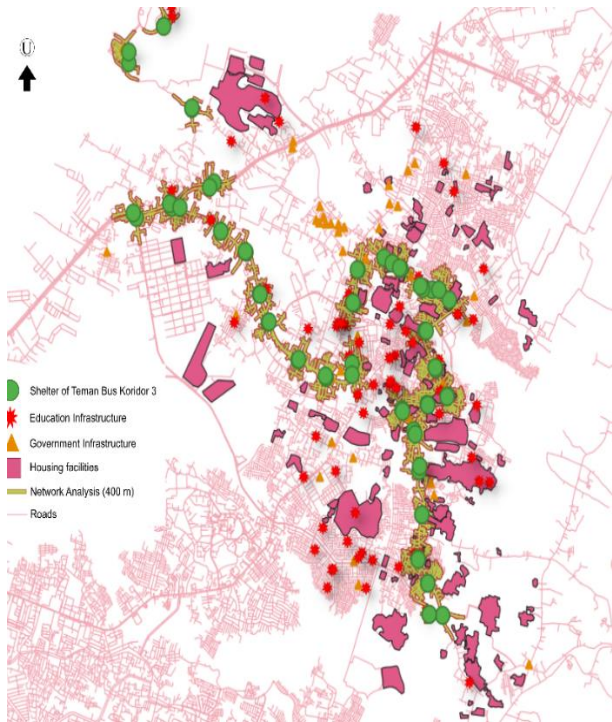 U
Shelter of Teman Bus Koridor 3
Education Infrastructure
Government Infrastructure
Housing facilities
Network Analysis (400 m)
Roads